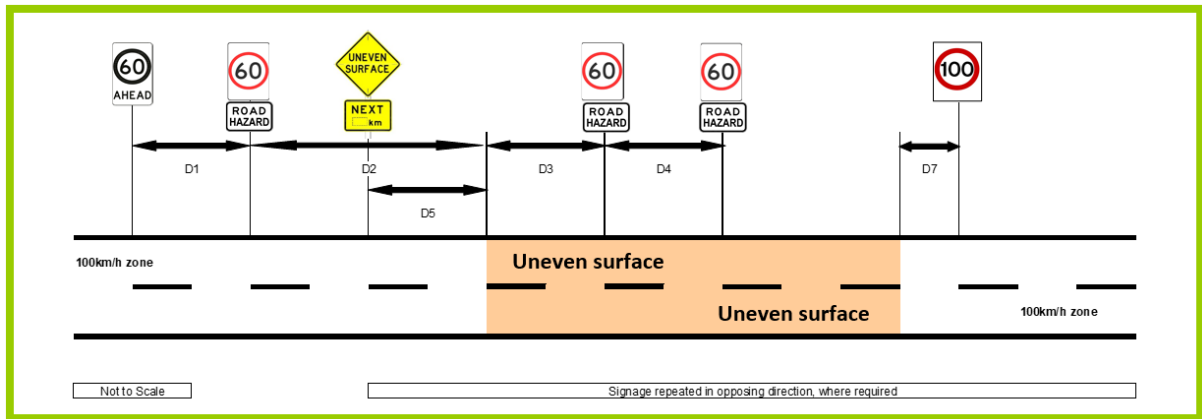 60
AHEAD
60
ROAD
HAZARD
UNEVEN
SURFACE
NEXT
km
60
ROAD
HAZARD
60
ROAD
HAZARD
100
D1
D2
D3
D4
D7
D5
100km/h zone
Uneven surface
Uneven surface
100km/h zone
Not to Scale
Signage repeated in opposing direction, where required